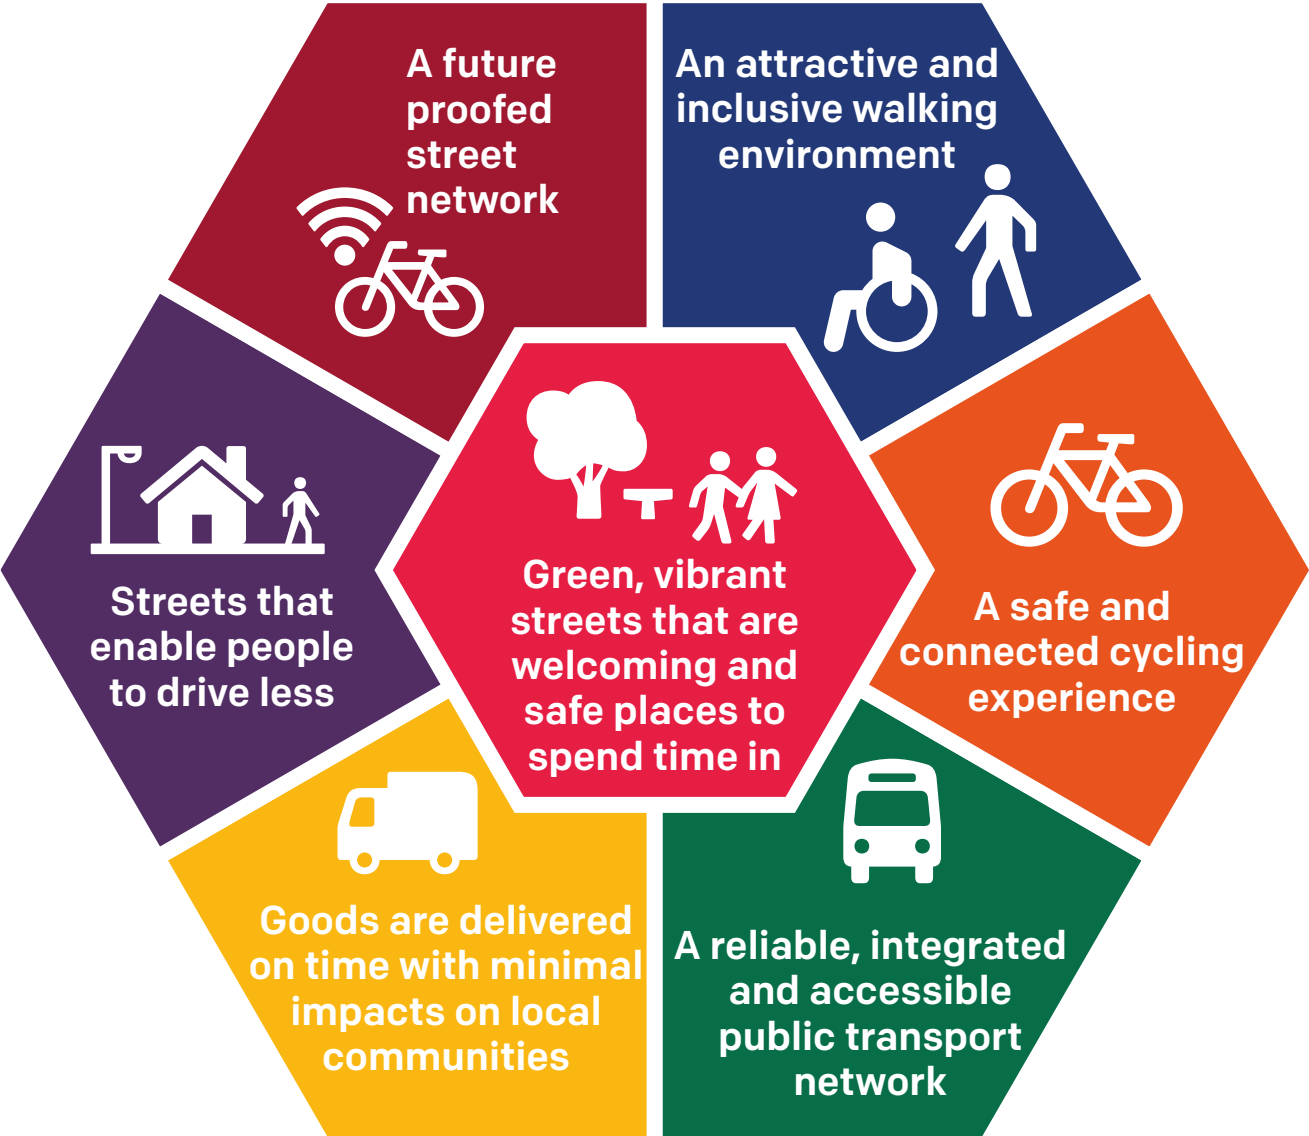 A future
proofed
street
network
An attractive and
inclusive walking
environment
Streets that
enable people
to drive less
Green, vibrant
streets that are
welcoming and
safe places to
spend time in
A safe and
connected cycling
experience
Goods are delivered
on time with minimal
impacts on local
communities
A reliable, integrated
and accessible
public transport
network